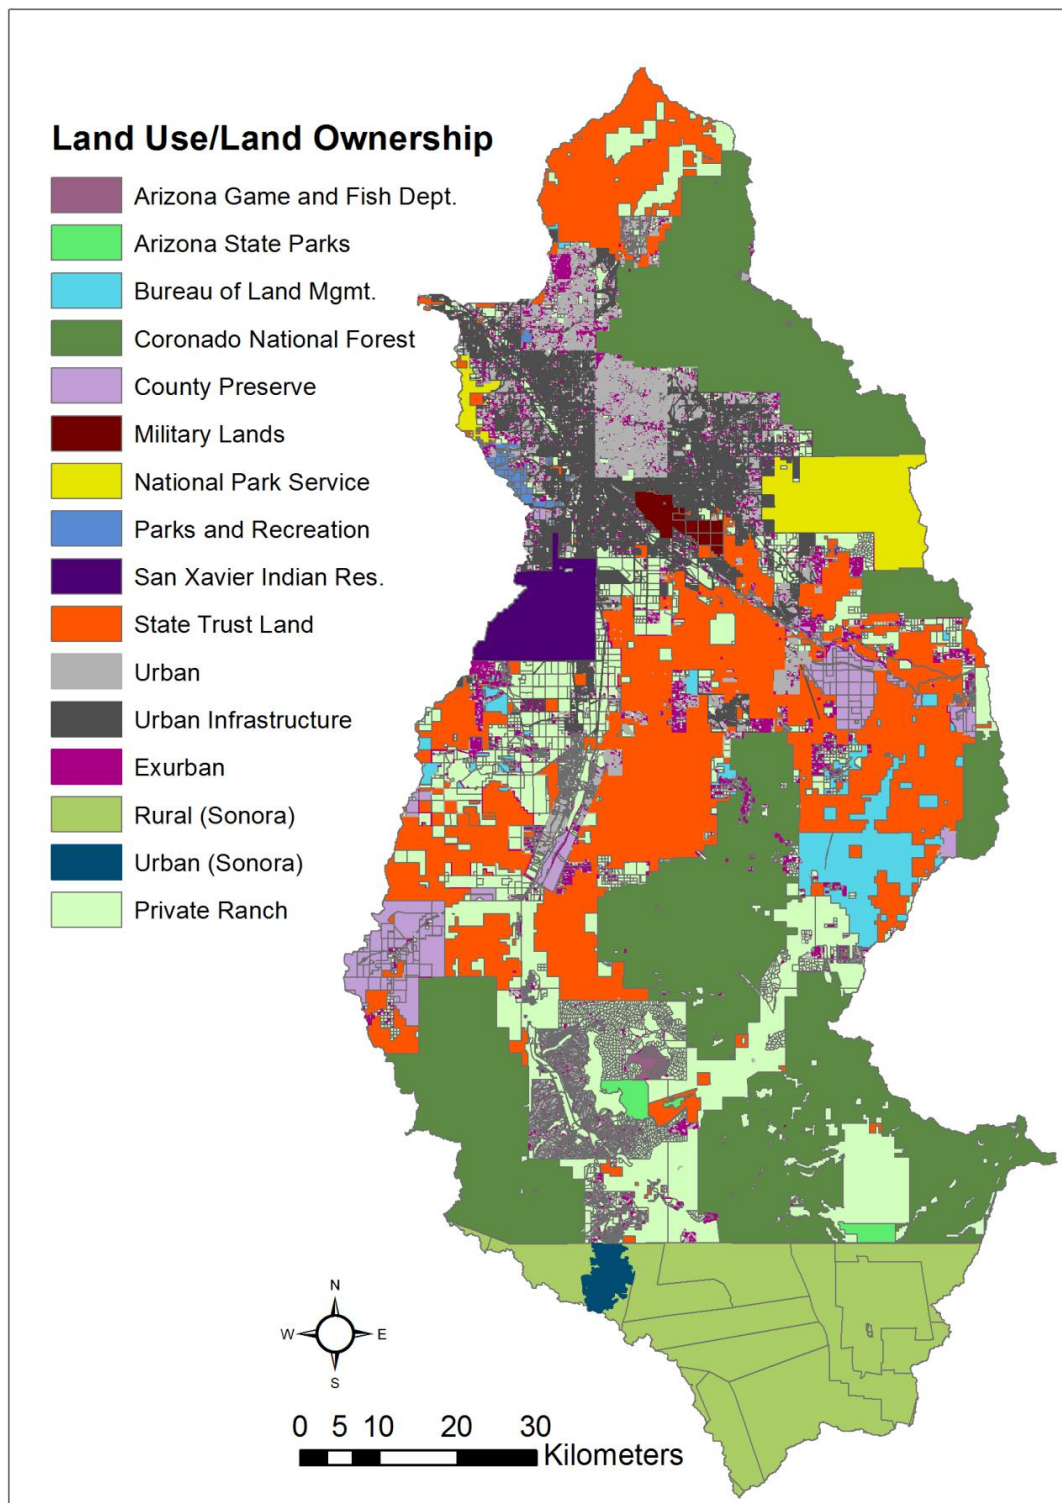 Land Use/Land Ownership
Arizona Game and Fish Dept.
Arizona State Parks
Bureau of Land Mgmt.
Coronado National Forest
County Preserve
Military Lands
National Park Service
Parks and Recreation
San Xavier Indian Res.
State Trust Land
Urban
Urban Infrastructure
Exurban
Rural (Sonora)
Urban (Sonora)
Private Ranch
N
W E
S
0 5 10 20 30
Kilometers